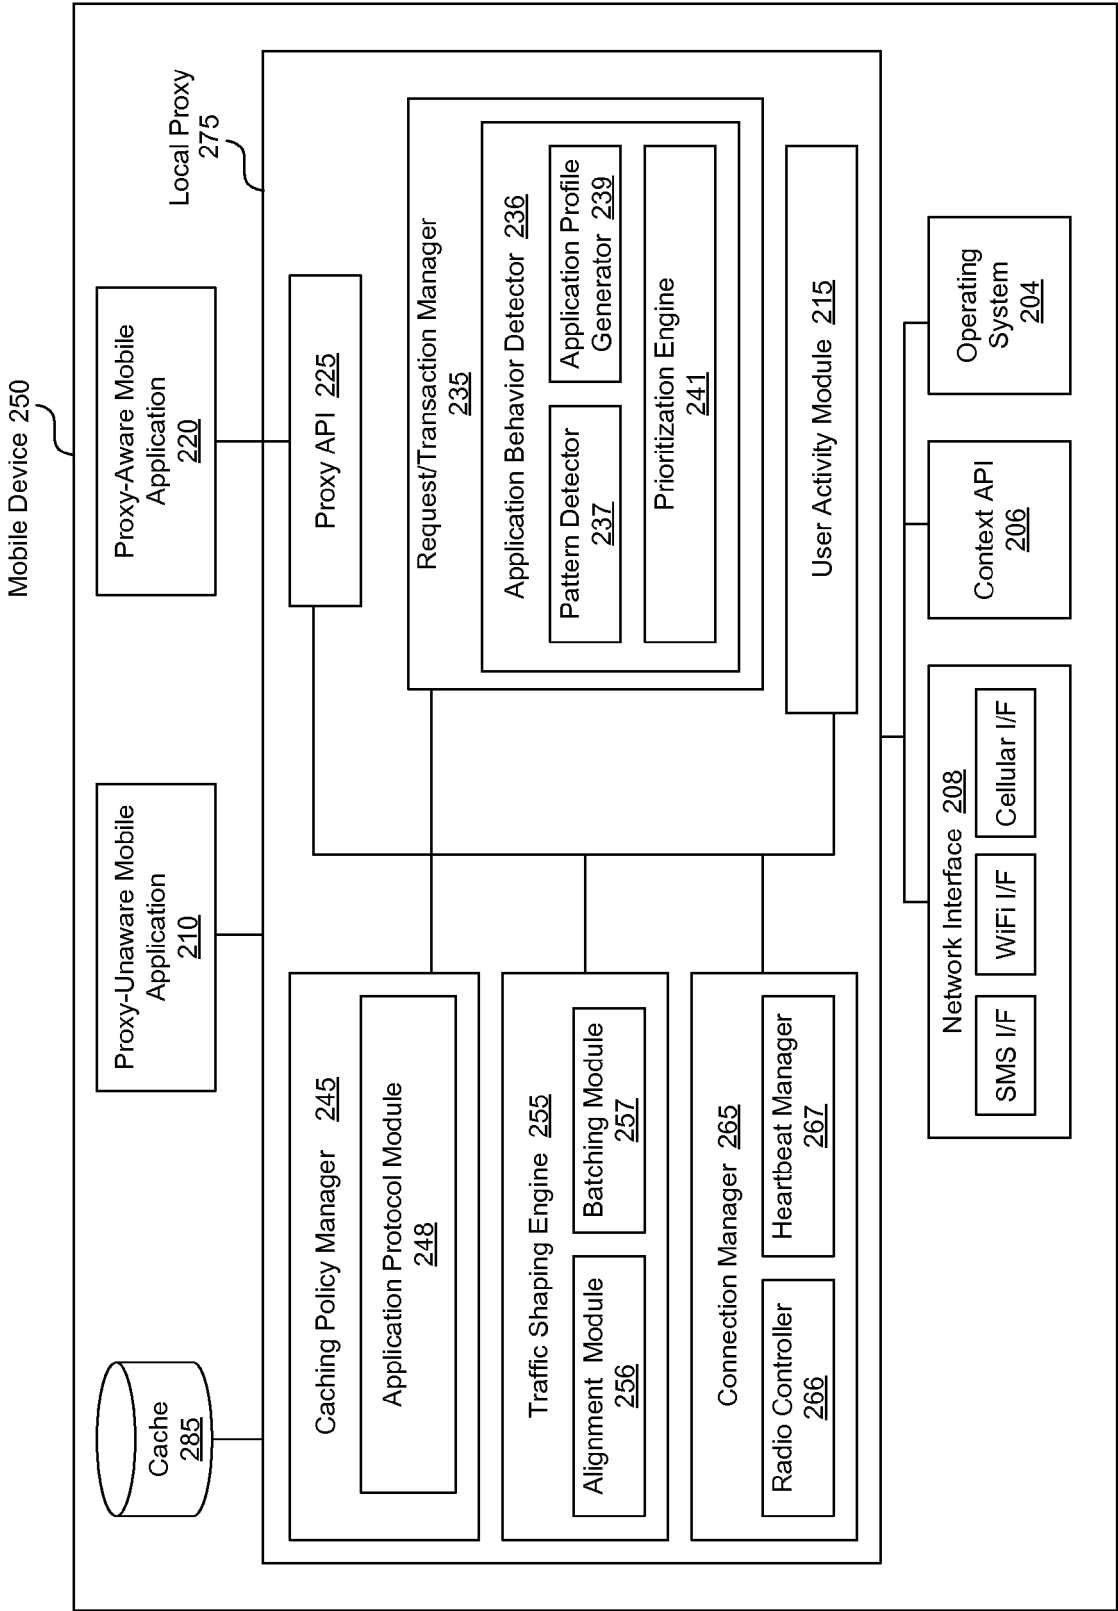 Mobile Device 250
Cache
285
Proxy-Unaware Mobile
Application
210
Proxy-Aware Mobile
Application
220
Local Proxy
275
Proxy API 225
Caching Policy Manager 245
Application Protocol Module
248
Request/Transaction Manager
235
Application Behavior Detector 236
Pattern Detector
237
Application Profile
Generator 239
Prioritization Engine
241
Traffic Shaping Engine 255
Alignment Module
256
Batching Module
257
Connection Manager 265
Radio Controller
266
Heartbeat Manager
267
User Activity Module 215
Network Interface 208
SMS I/F
WiFi I/F
Cellular I/F
Context API
206
Operating
System
204